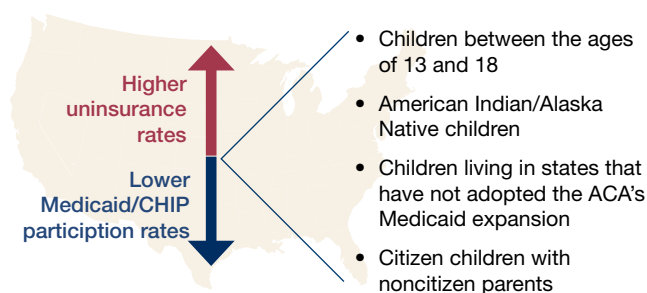 Higher
uninsurance
rates
Lower
Medicaid/CHIP
particiption rates
• Children between the ages
of 13 and 18
• American Indian/Alaska
Native children
• Children living in states that
have not adopted the ACA’s
Medicaid expansion
• Citizen children with
noncitizen parents